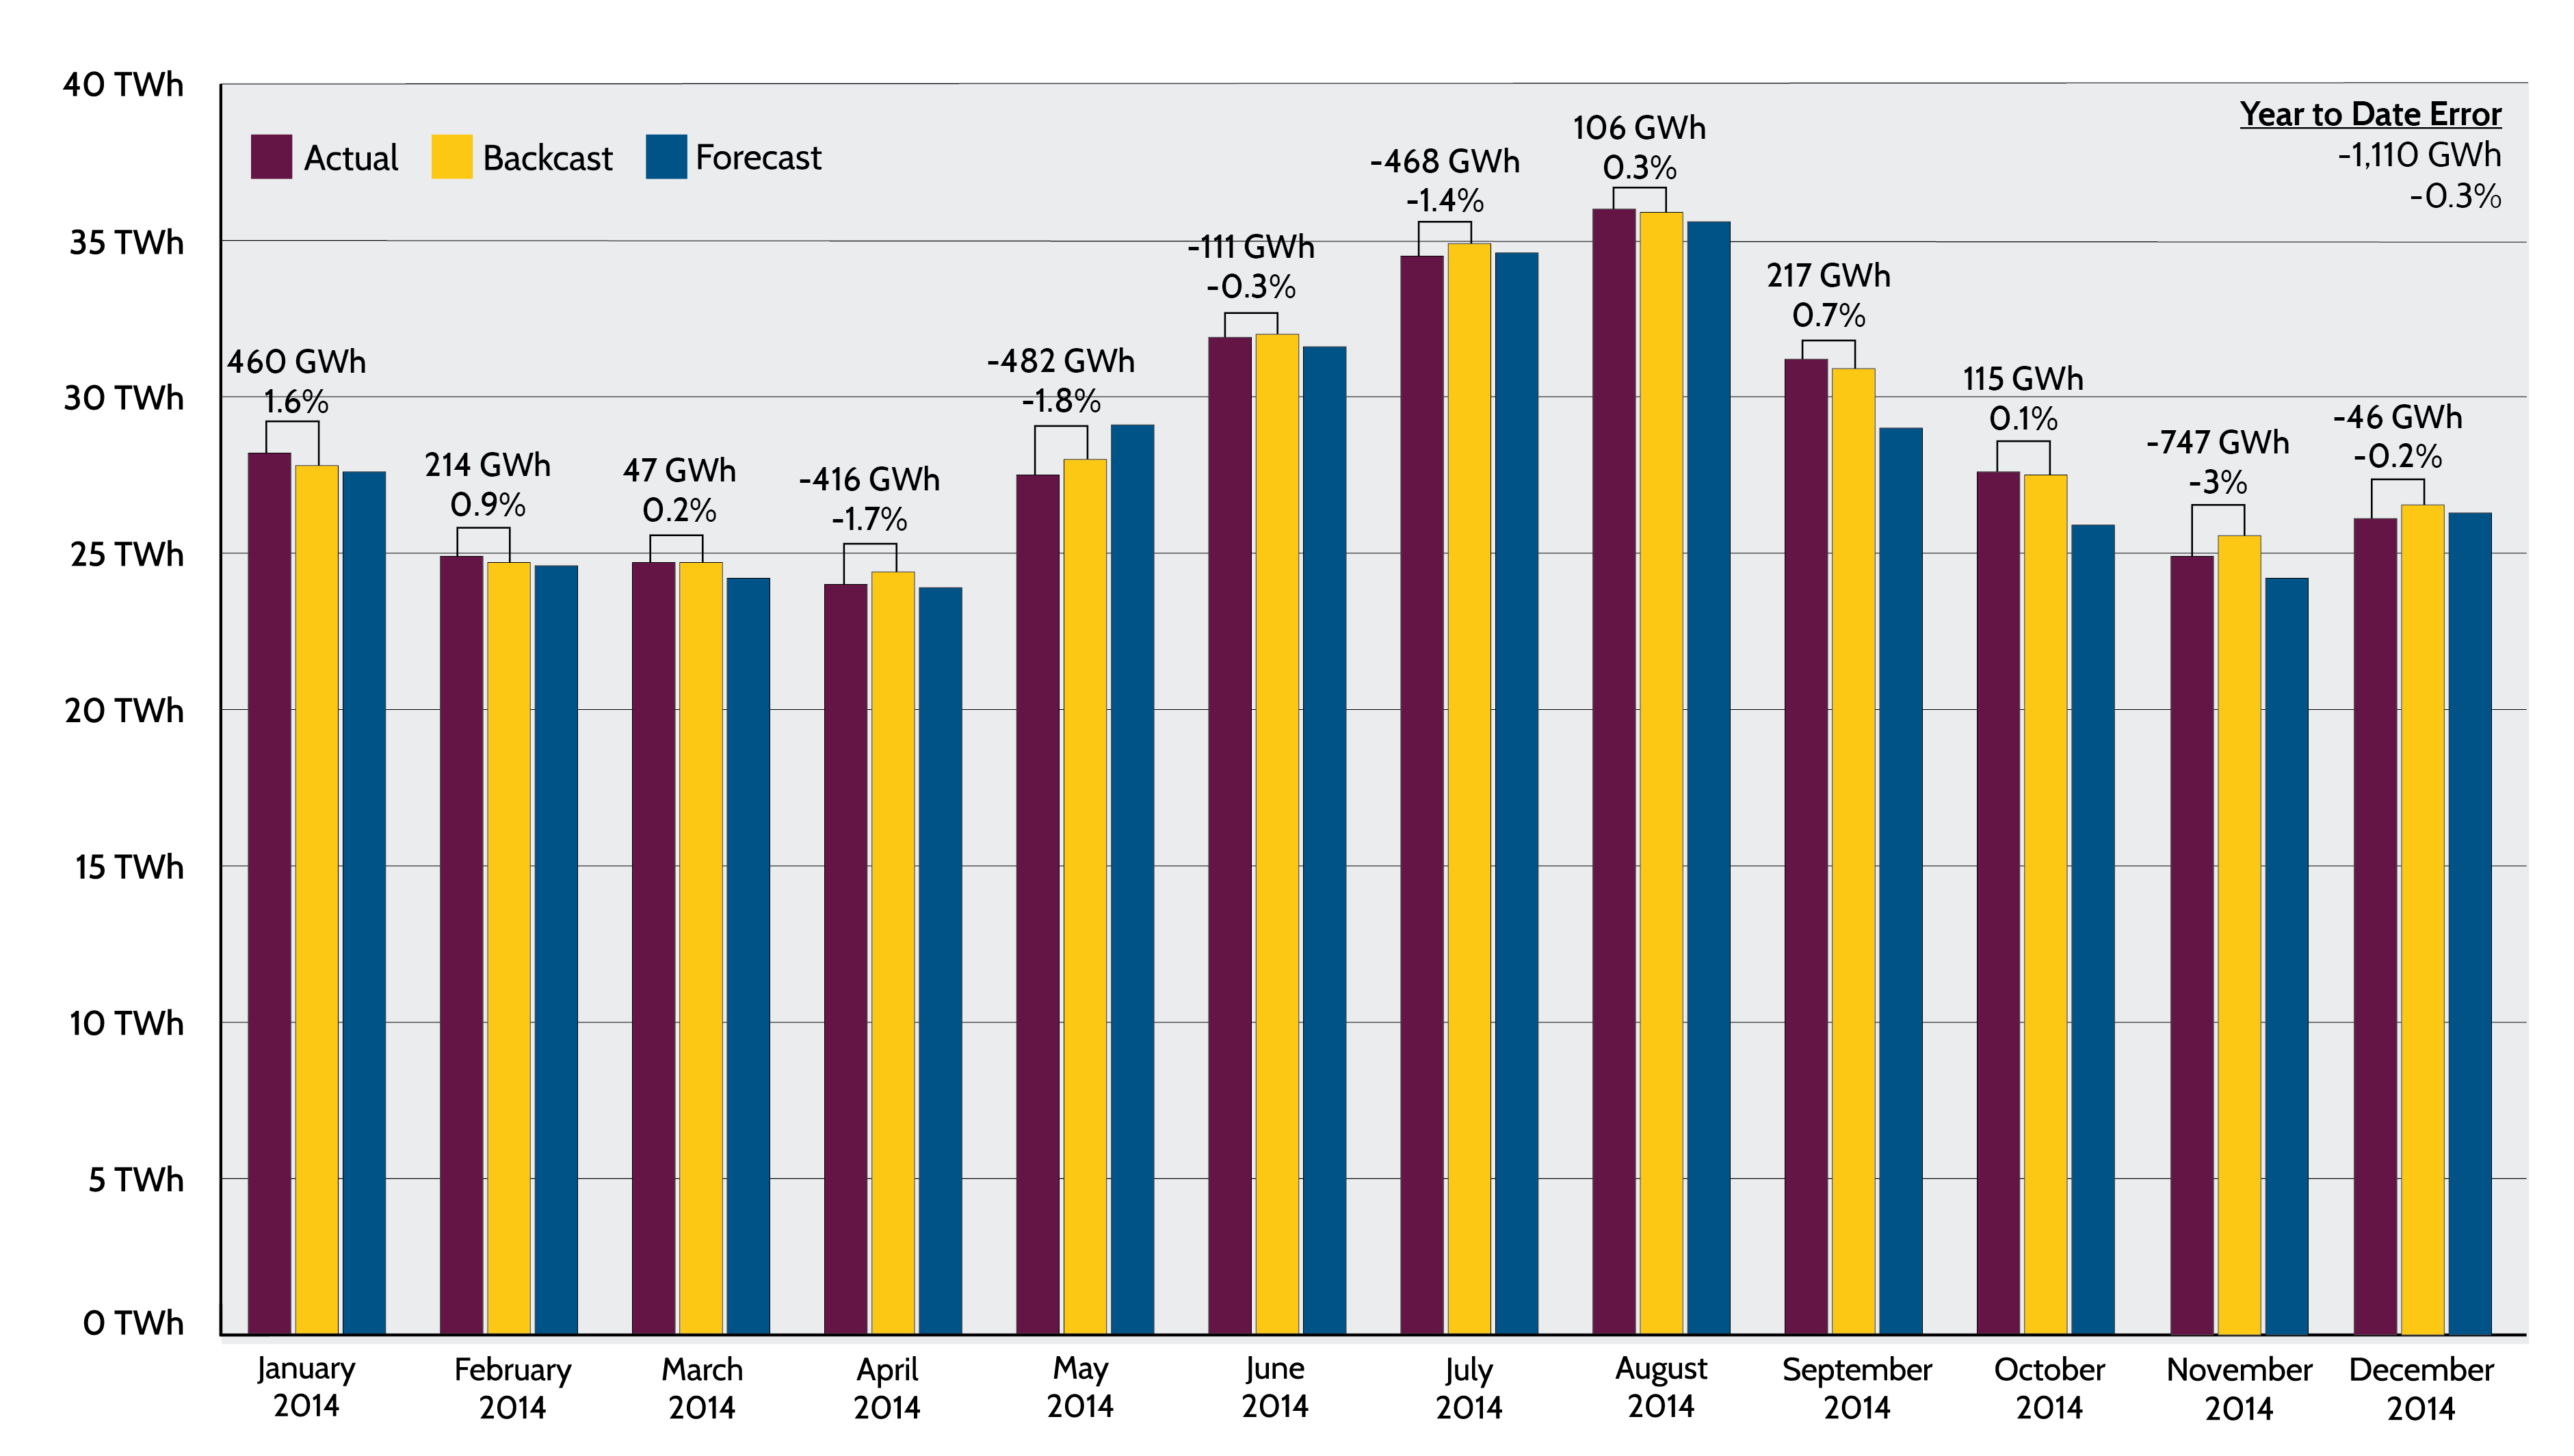 40 TWh
35 TWh
30 TWh
25 TWh
20 TWh
15 TWh
10 TWh
5 TWh
0 TWh
Actual
Backcast
Forecast
Year to Date Error
-1,110 GWh
-0.3%
460 GWh
1.6%
214 GWh
0.9%
47 GWh
0.2%
-416 GWh
-1.7%
-482 GWh
-1.8%
-111 GWh
-0.3%
-468 GWh
-1.4%
106 GWh
0.3%
217 GWh
0.7%
115 GWh
0.1%
-747 GWh
-3%
-46 GWh
-0.2%
January
2014
February
2014
March
2014
April
2014
May
2014
June
2014
July
2014
August
2014
September
2014
October
2014
November
2014
December
2014